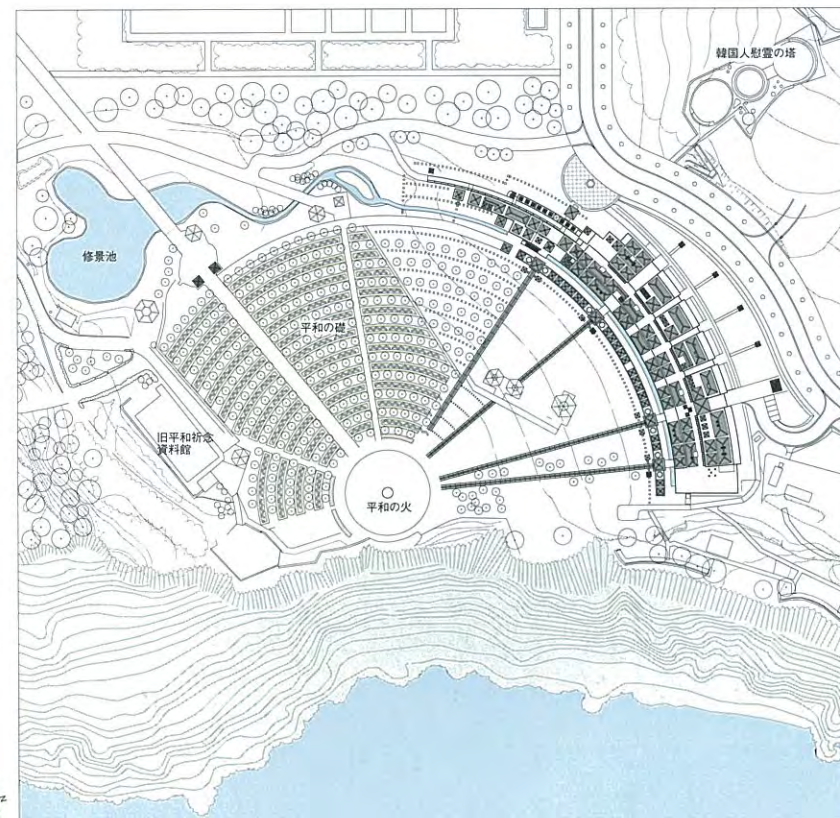 韓国人慰霊の塔
修景池
平和の礎
旧平和祈念
資料館
平和の火